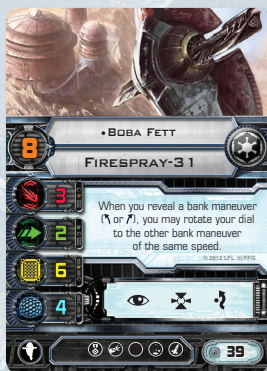 •Boba Fett
8
Firespray-31
3
2
6
4
When you reveal a bank maneuver
(↰ or ↱), you may rotate your dial
to the other bank maneuver
of the same speed.
© 2012 LFL © FFG
39